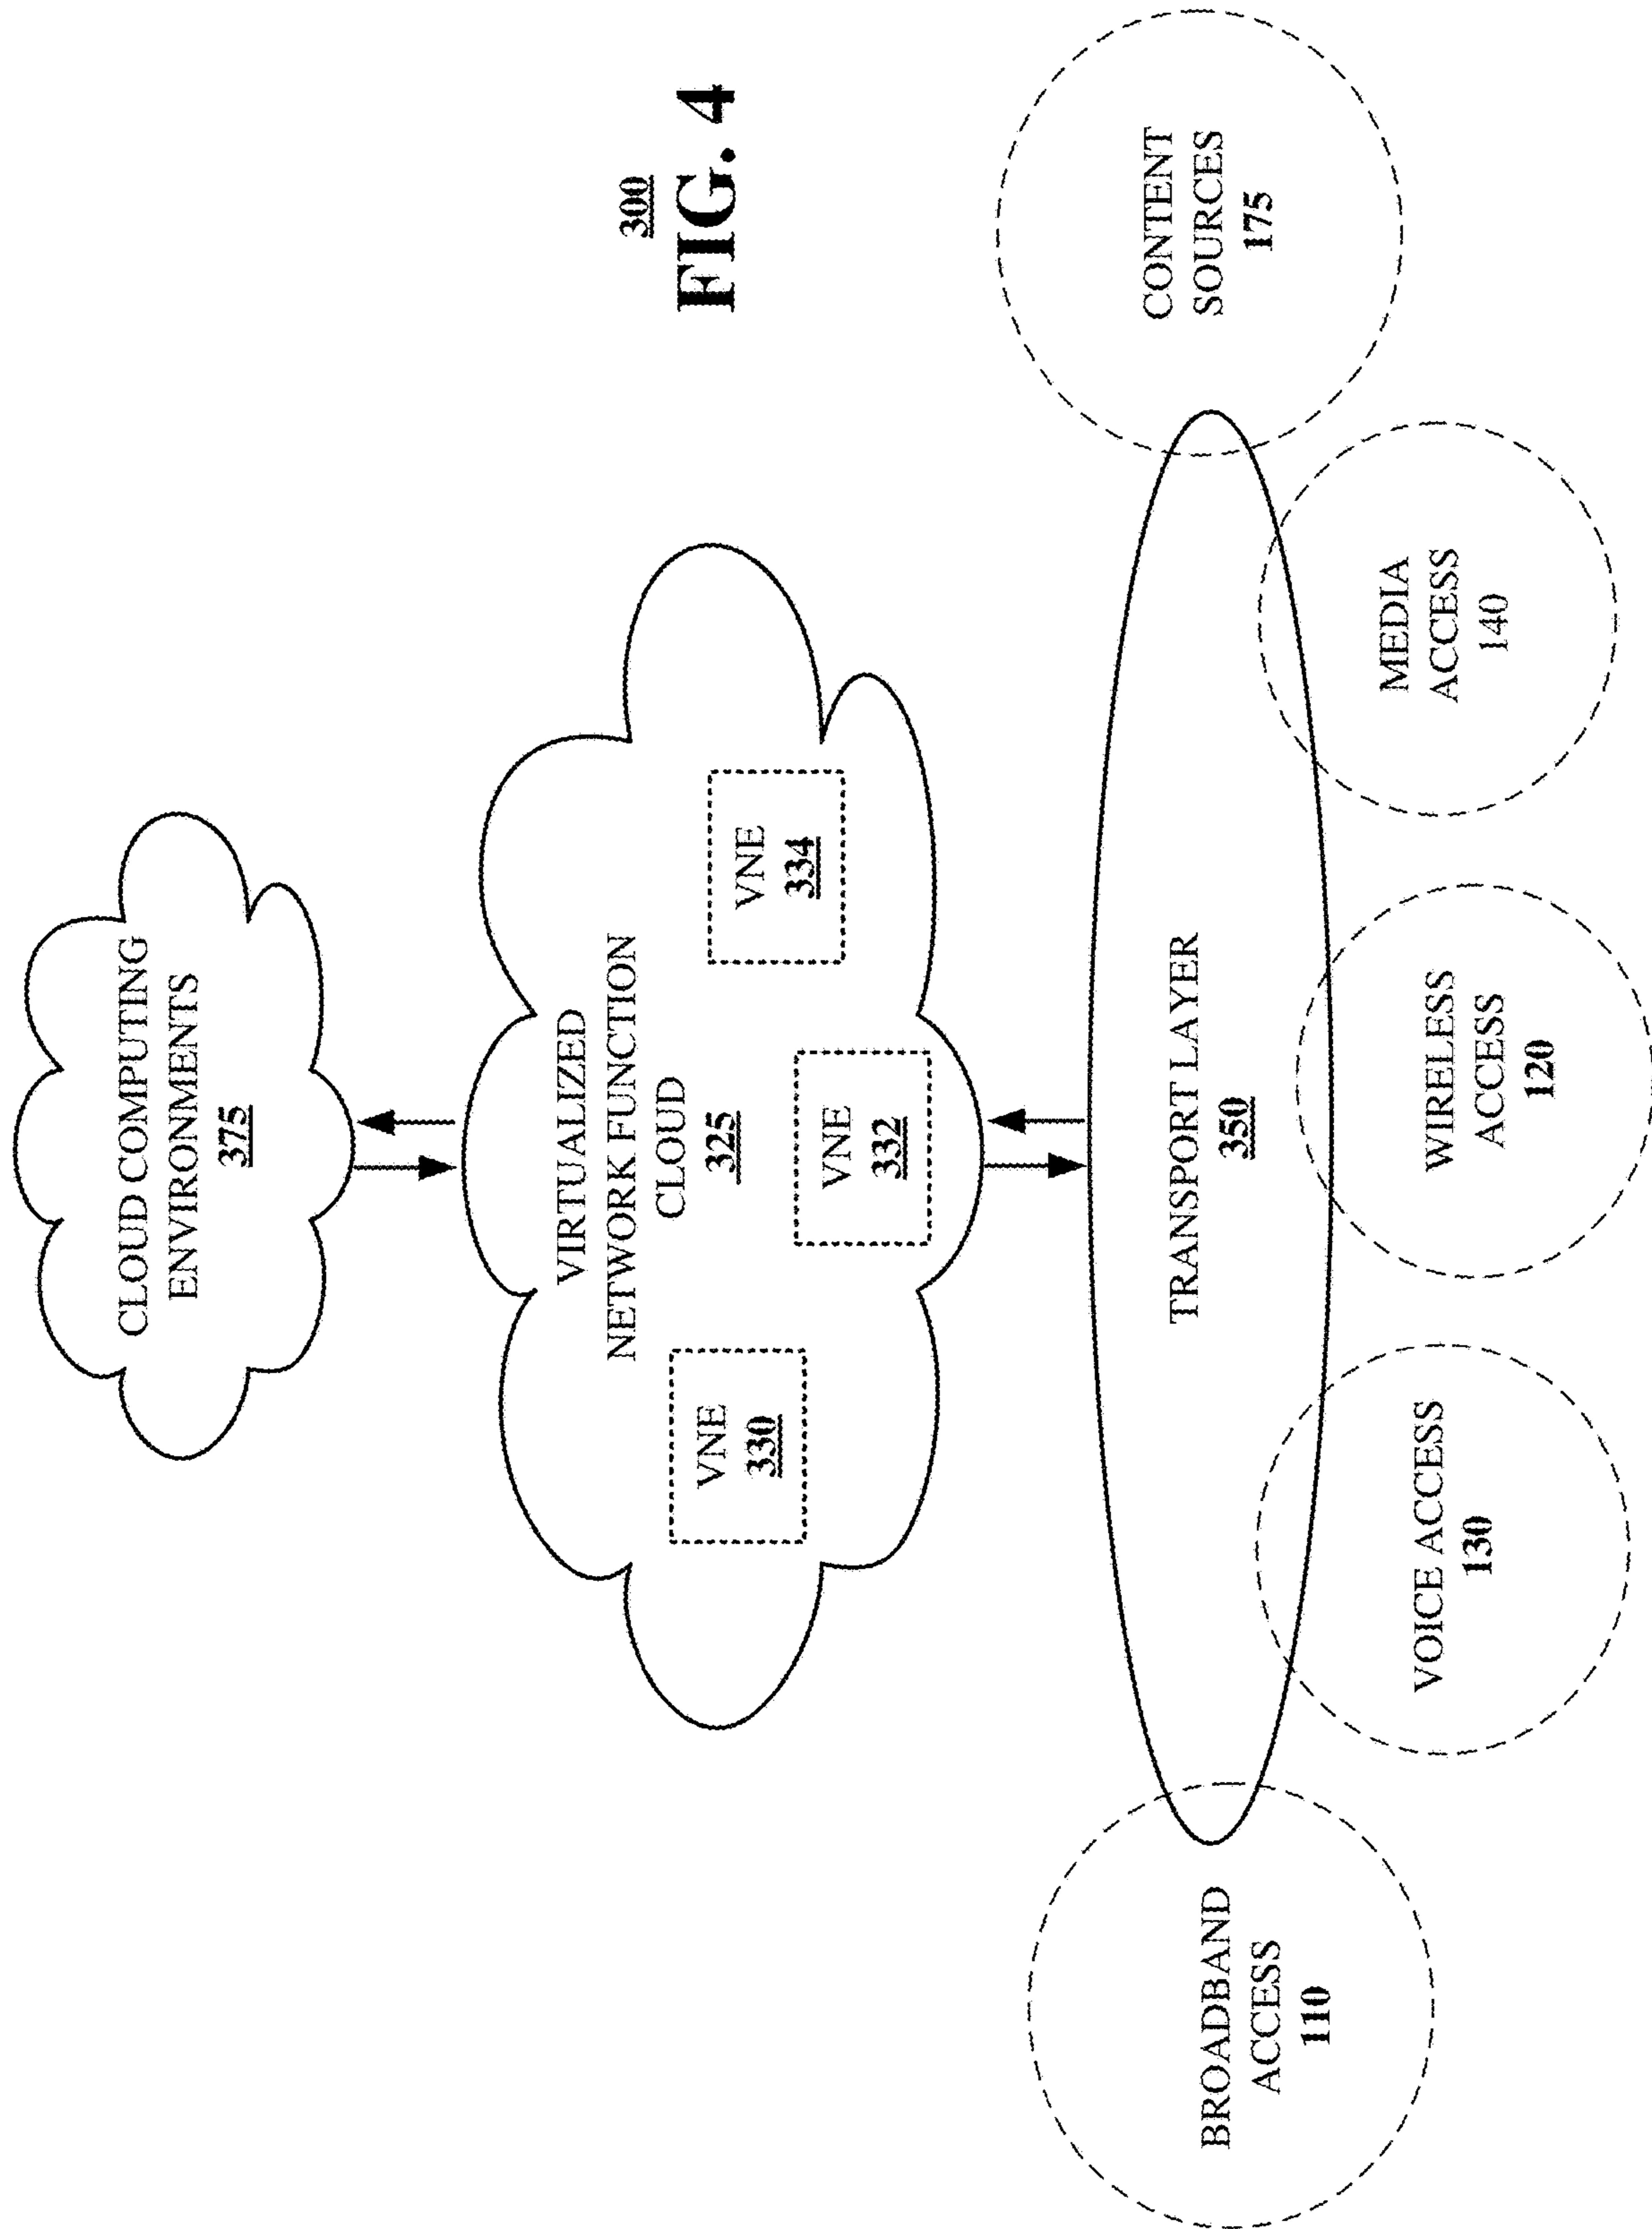 CLOUD COMPUTING
ENVIRONMENTS
375
VIRTUALIZED
NETWORK FUNCTION
CLOUD
325
VNE
330
VNE
332
VNE
334
300
FIG. 4
TRANSPORT LAYER
350
BROADBAND
ACCESS
110
VOICE ACCESS
130
WIRELESS
ACCESS
120
MEDIA
ACCESS
140
CONTENT
SOURCES
175